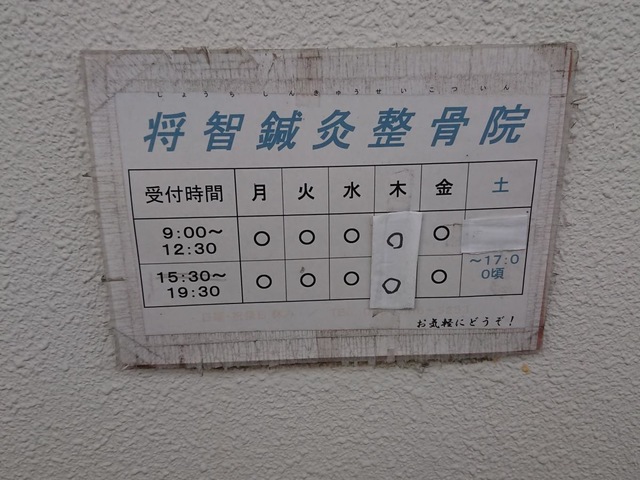 しょうちしんきゅうせいこついん
将智鍼灸整骨院
受付時間 月 火 水 木 金 土
9:00～ ○ ○ ○ ○ ○
12:30
15:30～ ○ ○ ○ ○ ○ ～17:0
19:30 0頃
お気軽にどうぞ!